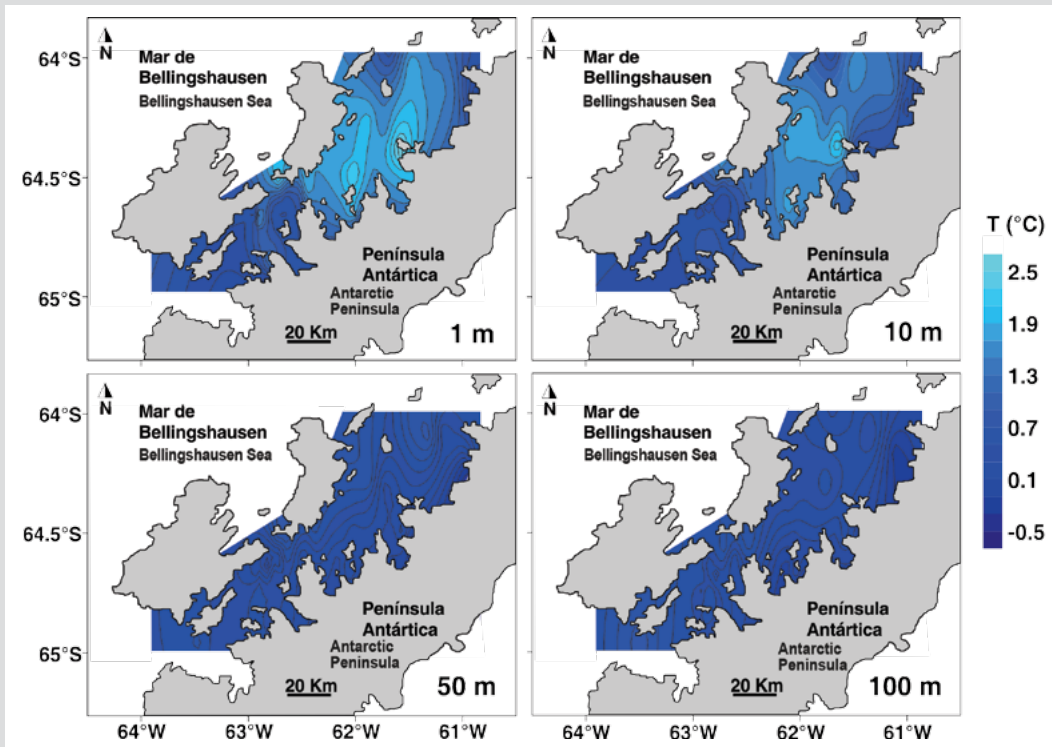 N
Mar de
Bellingshausen
Bellingshausen Sea
Península
Antártica
Antarctic
Peninsula
20 Km
1 m
64°S
64.5°S
65°S
N
Mar de
Bellingshausen
Bellingshausen Sea
Península
Antártica
Antarctic
Peninsula
20 Km
10 m
T (°C)
2.5
1.9
1.3
0.7
0.1
-0.5
N
Mar de
Bellingshausen
Bellingshausen Sea
Península
Antártica
Antarctic
Peninsula
20 Km
50 m
64°S
64.5°S
65°S
64°W
63°W
62°W
61°W
N
Mar de
Bellingshausen
Bellingshausen Sea
Península
Antártica
Antarctic
Peninsula
20 Km
100 m
64°W
63°W
62°W
61°W